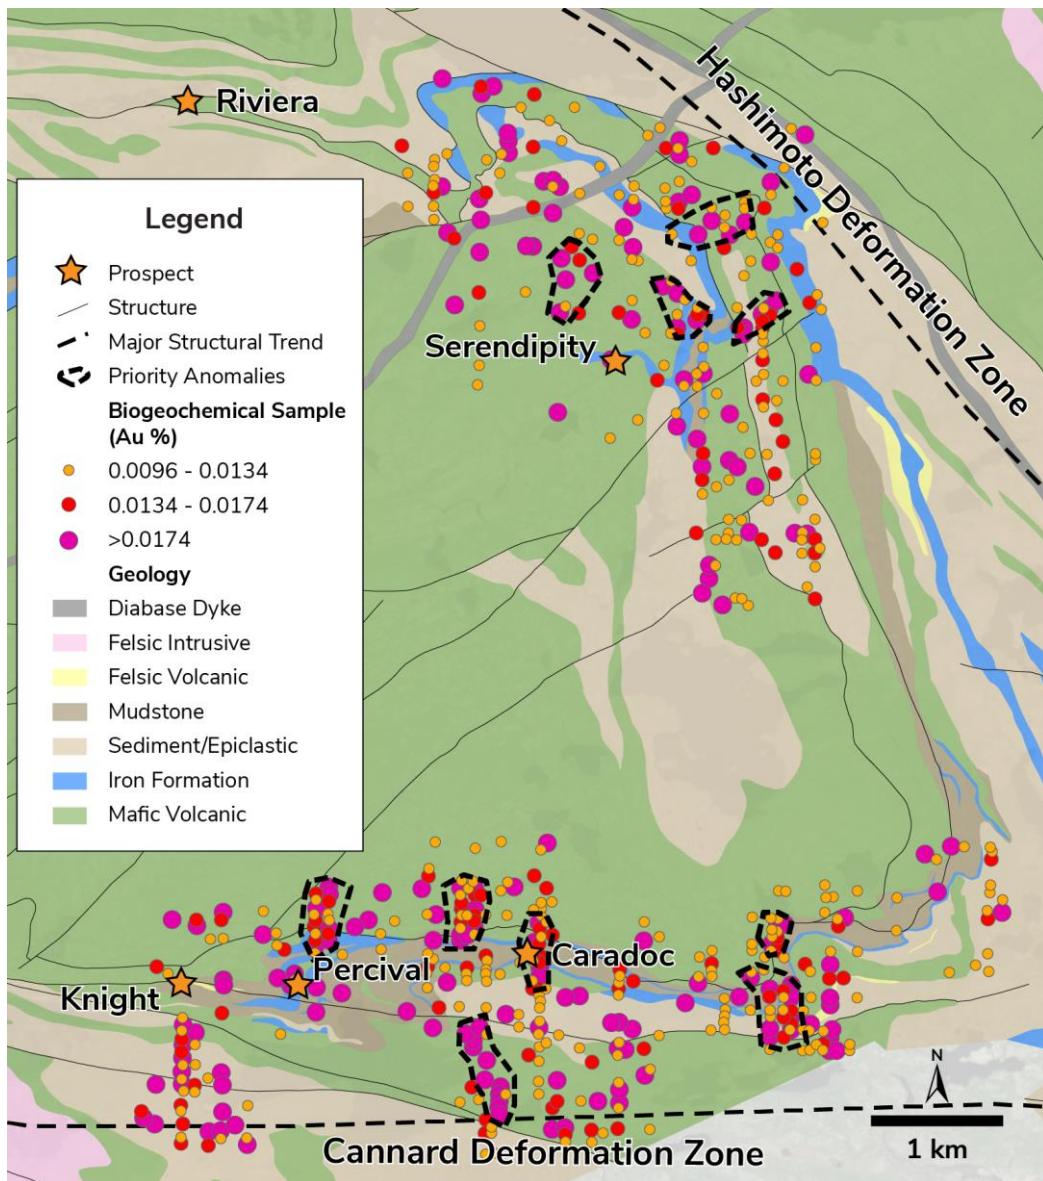 Hashimoto Deformation Zone
Riviera
Legend
Prospect
Structure
Major Structural Trend
Priority Anomalies
Biogeochemical Sample
(Au %)
0.0096 - 0.0134
0.0134 - 0.0174
>0.0174
Geology
Diabase Dyke
Felsic Intrusive
Felsic Volcanic
Mudstone
Sediment/Epiclastic
Iron Formation
Mafic Volcanic
Serendipity
Caradoc
Percival
Knight
N
1 km
Cannard Deformation Zone